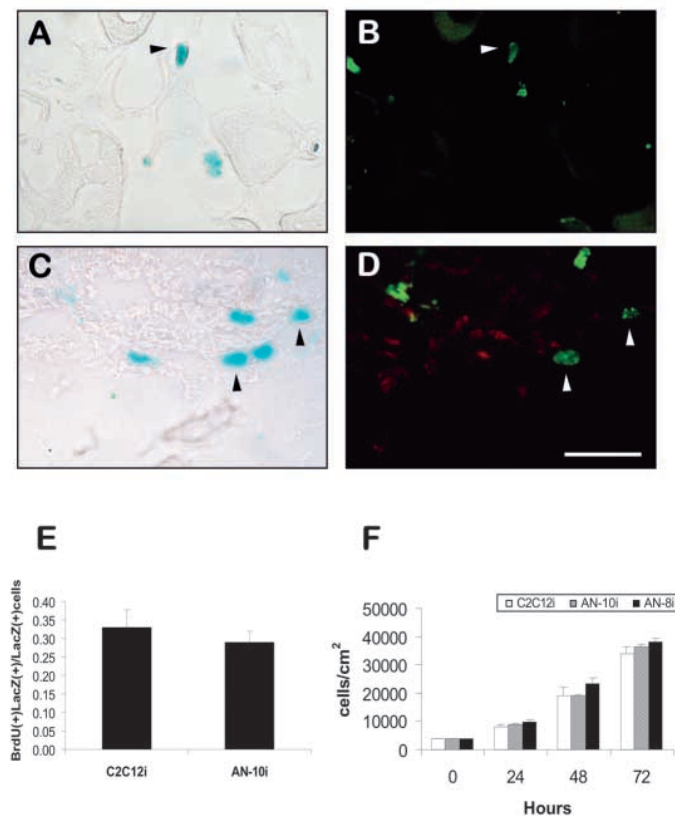 A
B
C
D
E
F
BrdU(+)LacZ(+)/LacZ(+)cells
0.40
0.35
0.30
0.25
0.20
0.15
0.10
0.05
0.00
C2C12i
AN-10i
C2C12i AN-10i AN-8i
cells/cm²
50000
40000
30000
20000
10000
0
0 24 48 72
Hours